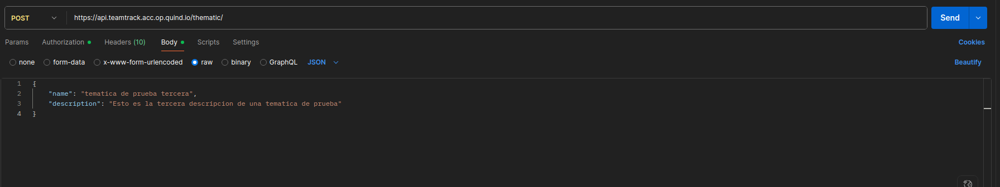 POST https://api.teamtrack.acc.op.quind.io/thematic/ Send
Params Authorization Headers (10) Body Scripts Settings Cookies
none form-data x-www-form-urlencoded raw binary GraphQL JSON Beautify
1 {
2 "name": "tematica de prueba tercera",
3 "description": "Esto es la tercera descripcion de una tematica de prueba"
4 }